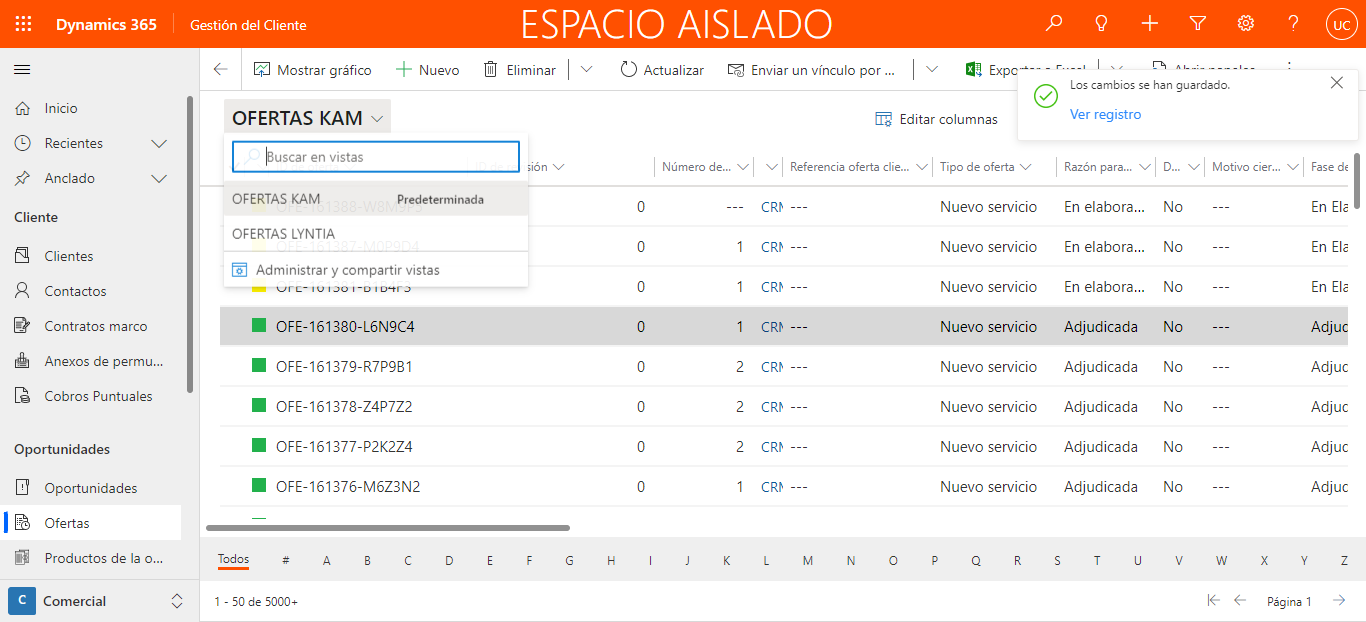 Dynamics 365
Gestión del Cliente
ESPACIO AISLADO
UC
Mostrar gráfico
Nuevo
Eliminar
Actualizar
Enviar un vínculo por ...
Exportar a Excel
Abrir paneles
Los cambios se han guardado.
Ver registro
Inicio
Recientes
Anclado
Cliente
Clientes
Contactos
Contratos marco
Anexos de permu...
Cobros Puntuales
Oportunidades
Oportunidades
Ofertas
Productos de la o...
C Comercial
OFERTAS KAM
Editar columnas
Buscar en vistas
OFERTAS KAM Predeterminada
OFERTAS LYNTIA
Administrar y compartir vistas
Número de... Referencia oferta clie... Tipo de oferta Razón para... D... Motivo cier... Fase de
OFE-161388-W8M9P5 0 --- CRM --- Nuevo servicio En elabora... No --- En Ela
OFE-161387-M0P9D4 0 1 CRM --- Nuevo servicio En elabora... No --- En Ela
OFE-161381-B1B4F3 0 1 CRM --- Nuevo servicio En elabora... No --- En Ela
OFE-161380-L6N9C4 0 1 CRM --- Nuevo servicio Adjudicada No --- Adjuc
OFE-161379-R7P9B1 0 2 CRM --- Nuevo servicio Adjudicada No --- Adjuc
OFE-161378-Z4P7Z2 0 2 CRM --- Nuevo servicio Adjudicada No --- Adjuc
OFE-161377-P2K2Z4 0 2 CRM --- Nuevo servicio Adjudicada No --- Adjuc
OFE-161376-M6Z3N2 0 1 CRM --- Nuevo servicio Adjudicada No --- Adjuc
Todos # A B C D E F G H I J K L M N O P Q R S T U V W X Y Z
1 - 50 de 5000+
Página 1